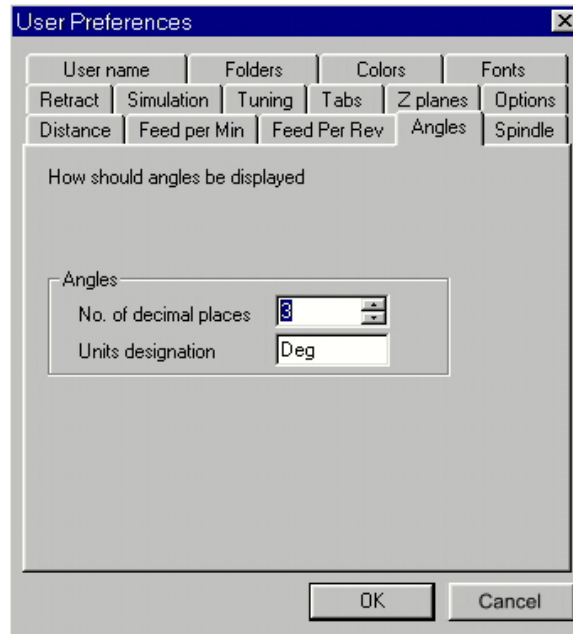 User Preferences
User name Folders Colors Fonts
Retract Simulation Tuning Tabs Z planes Options
Distance Feed per Min Feed Per Rev Angles Spindle
How should angles be displayed
Angles
No. of decimal places 3
Units designation Deg
OK Cancel